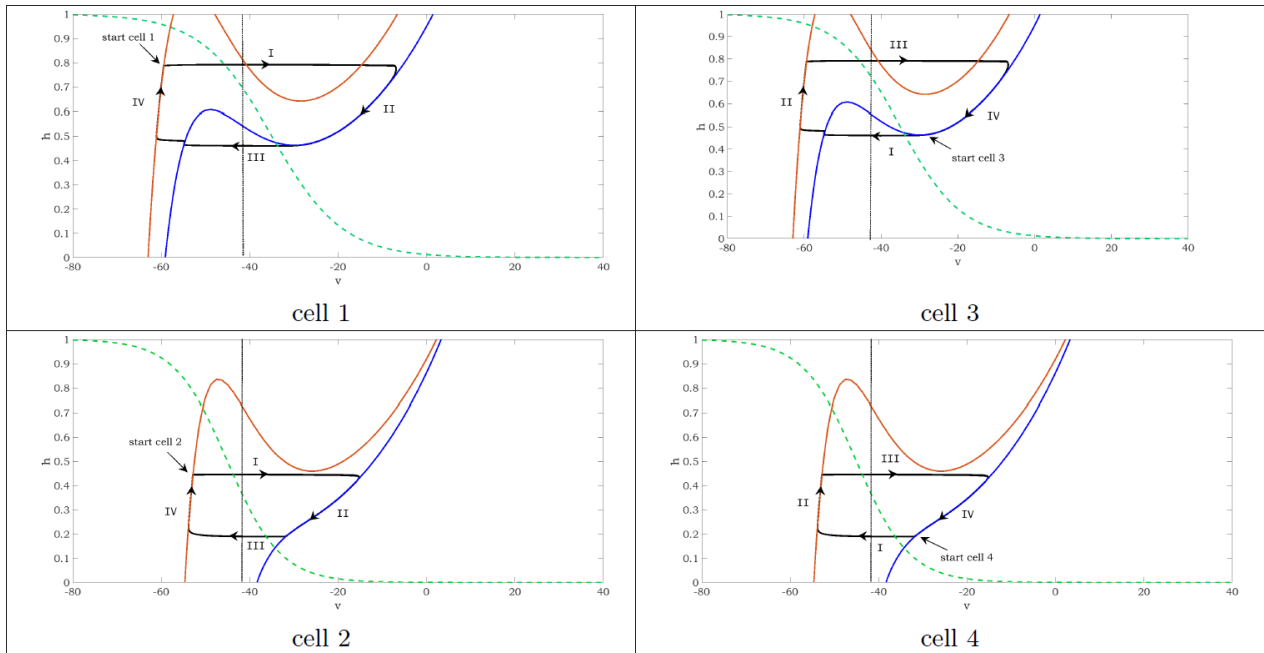 1
0.9
start cell 1
0.8
I
0.7
IV
0.6
II
h
0.5
0.4
III
0.3
0.2
0.1
0
-80 -60 -40 -20 0 20 40
v
cell 1
1
0.9
III
0.8
0.7
II
0.6
IV
h
0.5
0.4
I
start cell 3
0.3
0.2
0.1
0
-80 -60 -40 -20 0 20 40
v
cell 3
1
0.9
0.8
0.7
0.6
start cell 2
h
0.5
I
0.4
0.3
IV
II
0.2
III
0.1
0
-80 -60 -40 -20 0 20 40
v
cell 2
1
0.9
0.8
0.7
0.6
III
h
0.5
0.4
0.3
II
IV
0.2
I
0.1
start cell 4
0
-80 -60 -40 -20 0 20 40
v
cell 4